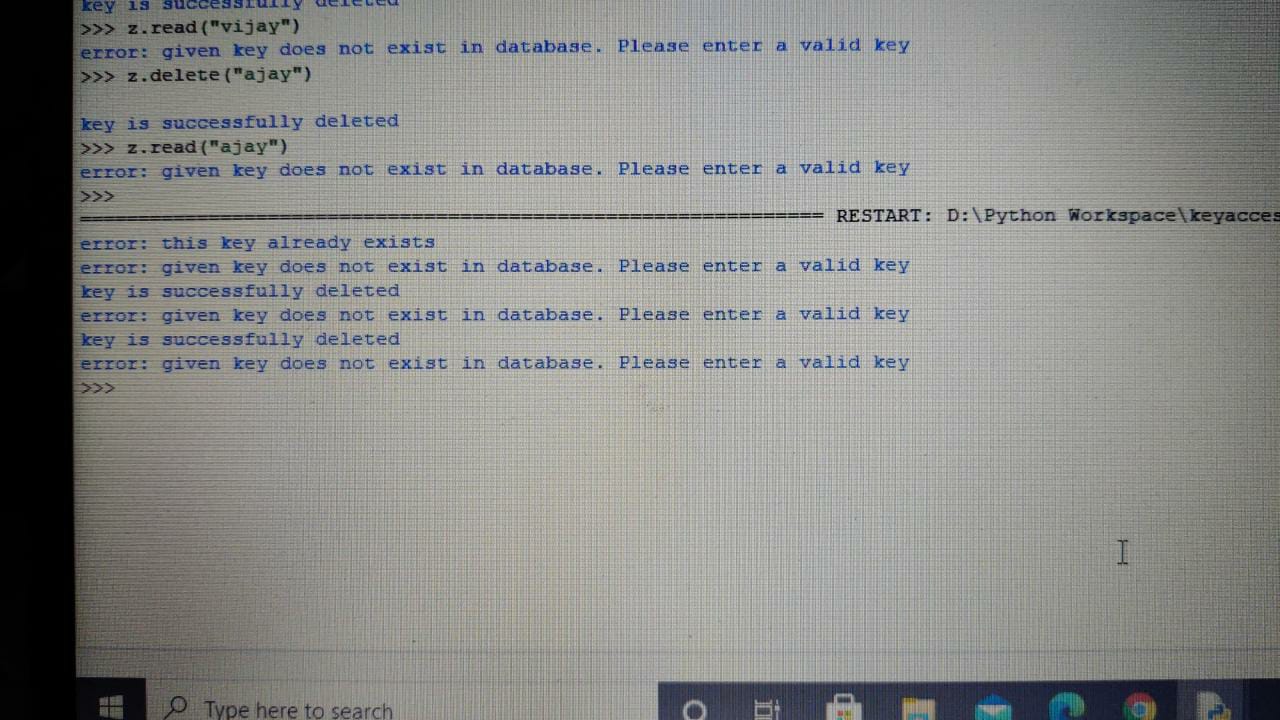 key is successfully deleted
>>> z.read("vijay")
error: given key does not exist in database. Please enter a valid key
>>> z.delete("ajay")
key is successfully deleted
>>> z.read("ajay")
error: given key does not exist in database. Please enter a valid key
>>>
============================================================== RESTART: D:\Python Workspace\keyacces
error: this key already exists
error: given key does not exist in database. Please enter a valid key
key is successfully deleted
error: given key does not exist in database. Please enter a valid key
key is successfully deleted
error: given key does not exist in database. Please enter a valid key
>>>
Type here to search